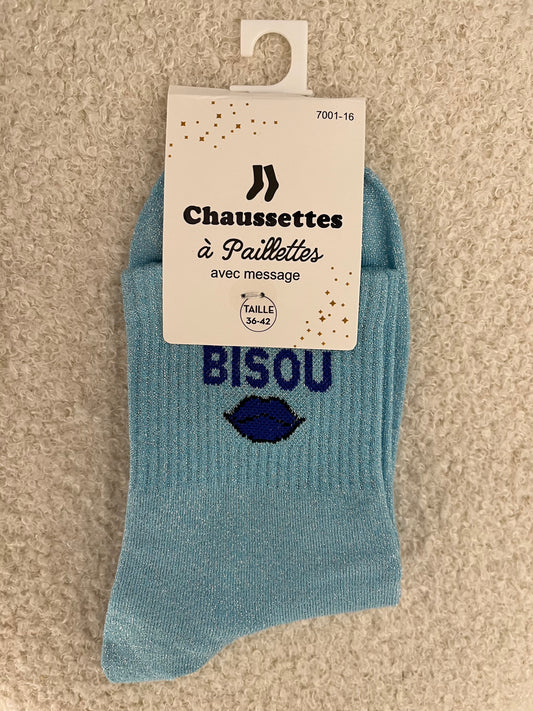 7001-16
Chaussettes
à Paillettes
avec message
TAILLE
36-42
BISOU